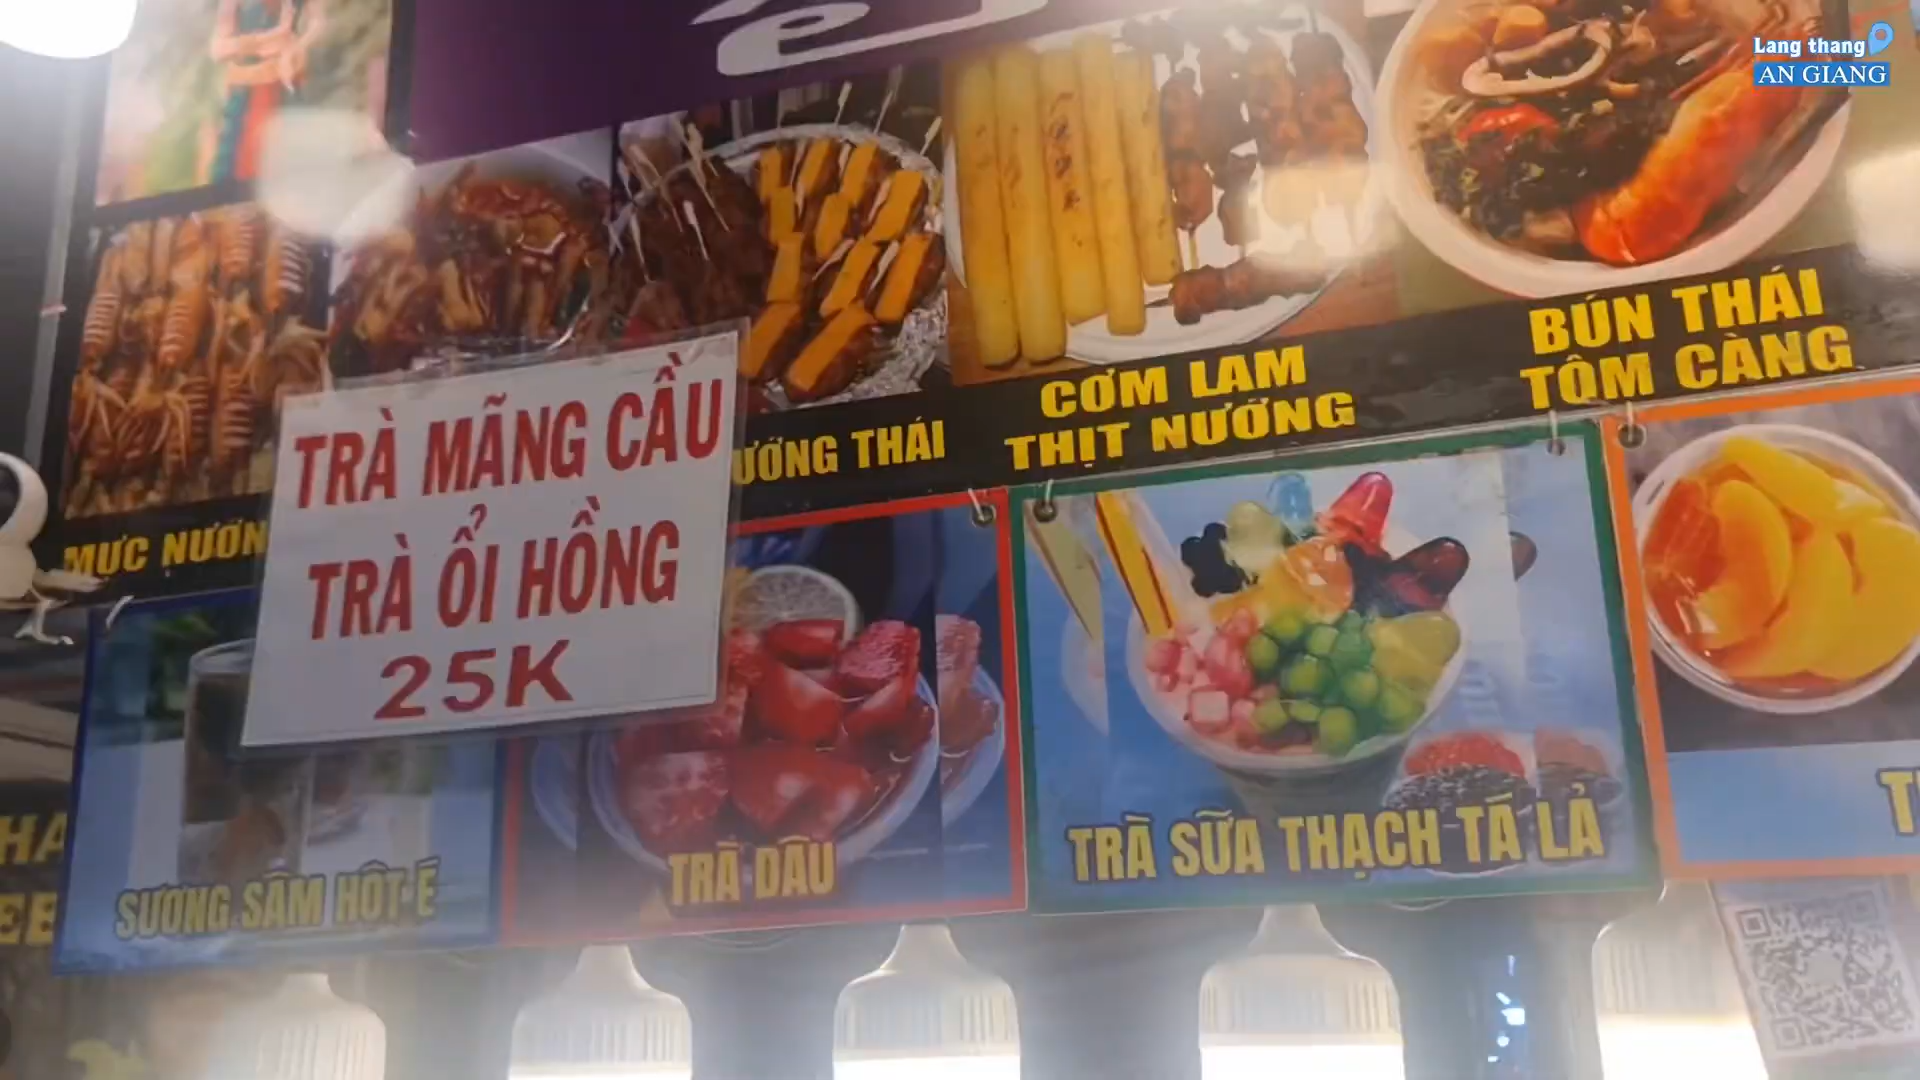 Lang thang
AN GIANG
BÚN THÁI
TÔM CÀNG
CƠM LAM
THỊT NƯỚNG
ƯỚNG THÁI
MỰC NƯỚN
TRÀ MÃNG CẦU
TRÀ ỔI HỒNG
25K
SƯƠNG SÂM HỘT É
TRÀ DÂU
TRÀ SỮA THẠCH TÁ LẢ